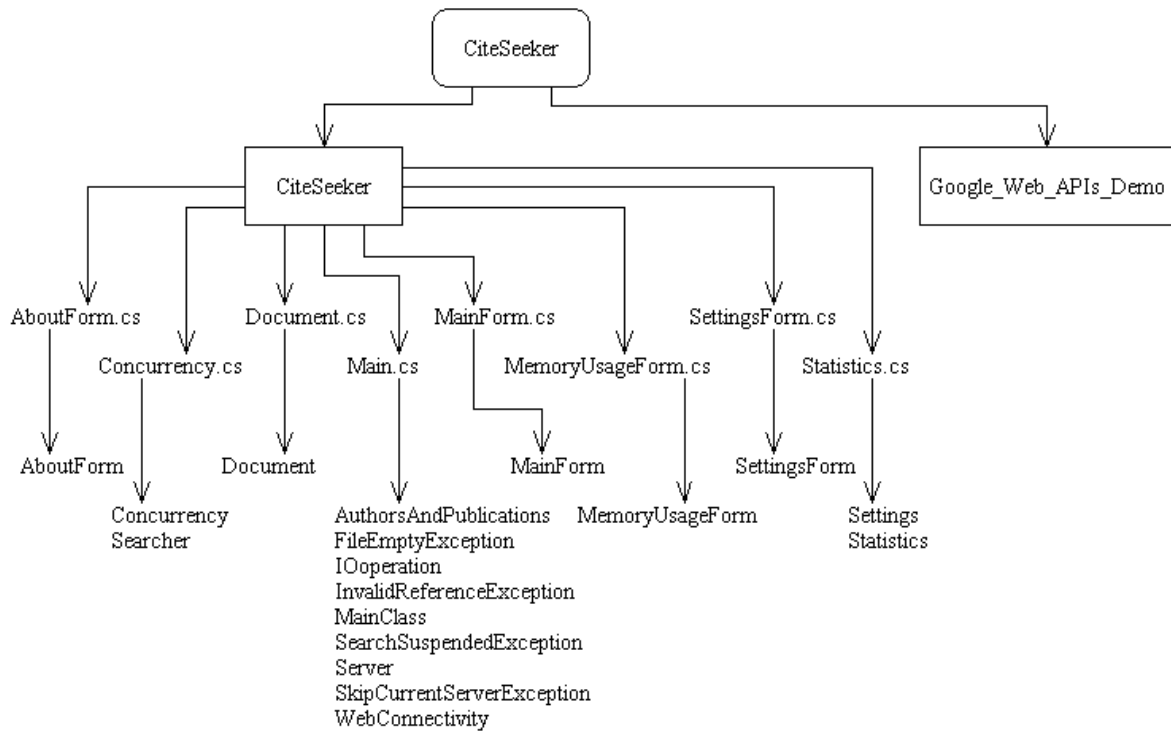 CiteSeeker
CiteSeeker
Google_Web_APIs_Demo
AboutForm.cs
Document.cs
MainForm.cs
SettingsForm.cs
Concurrency.cs
Main.cs
MemoryUsageForm.cs
Statistics.cs
AboutForm
Document
MainForm
SettingsForm
Concurrency
Searcher
AuthorsAndPublications
FileEmptyException
IOoperation
InvalidReferenceException
MainClass
SearchSuspendedException
Server
SkipCurrentServerException
WebConnectivity
MemoryUsageForm
Settings
Statistics